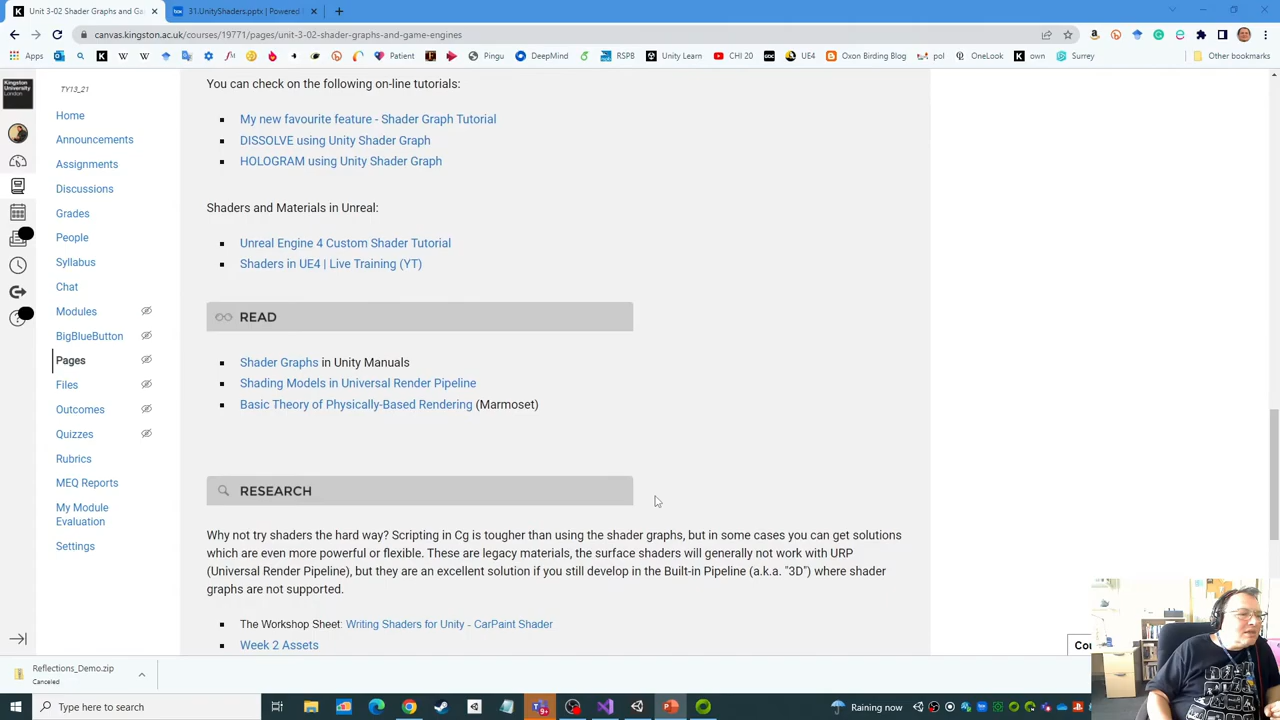 Unit 3-02 Shader Graphs and Gam
31.UnityShaders.pptx | Powered
canvas.kingston.ac.uk/courses/19771/pages/unit-3-02-shader-graphs-and-game-engines
Apps
Patient
Pingu
DeepMind
RSPB
Unity Learn
CHI 20
UE4
Oxon Birding Blog
pol
OneLook
own
Surrey
Other bookmarks
Kingston University London
TY13_21
Home
Announcements
Assignments
Discussions
Grades
People
Syllabus
Chat
Modules
BigBlueButton
Pages
Files
Outcomes
Quizzes
Rubrics
MEQ Reports
My Module
Evaluation
Settings
You can check on the following on-line tutorials:
My new favourite feature - Shader Graph Tutorial
DISSOLVE using Unity Shader Graph
HOLOGRAM using Unity Shader Graph
Shaders and Materials in Unreal:
Unreal Engine 4 Custom Shader Tutorial
Shaders in UE4 | Live Training (YT)
READ
Shader Graphs in Unity Manuals
Shading Models in Universal Render Pipeline
Basic Theory of Physically-Based Rendering (Marmoset)
RESEARCH
Why not try shaders the hard way? Scripting in Cg is tougher than using the shader graphs, but in some cases you can get solutions
which are even more powerful or flexible. These are legacy materials, the surface shaders will generally not work with URP
(Universal Render Pipeline), but they are an excellent solution if you still develop in the Built-in Pipeline (a.k.a. "3D") where shader
graphs are not supported.
The Workshop Sheet: Writing Shaders for Unity - CarPaint Shader
Week 2 Assets
Cou
Reflections_Demo.zip
Canceled
Type here to search
Raining now